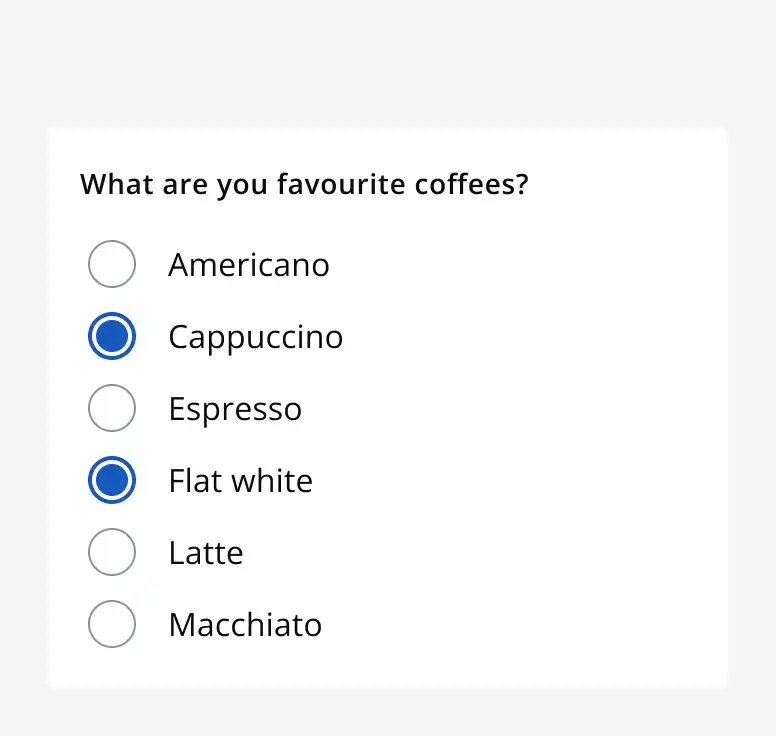 What are you favourite coffees?
Americano
Cappuccino
Espresso
Flat white
Latte
Macchiato